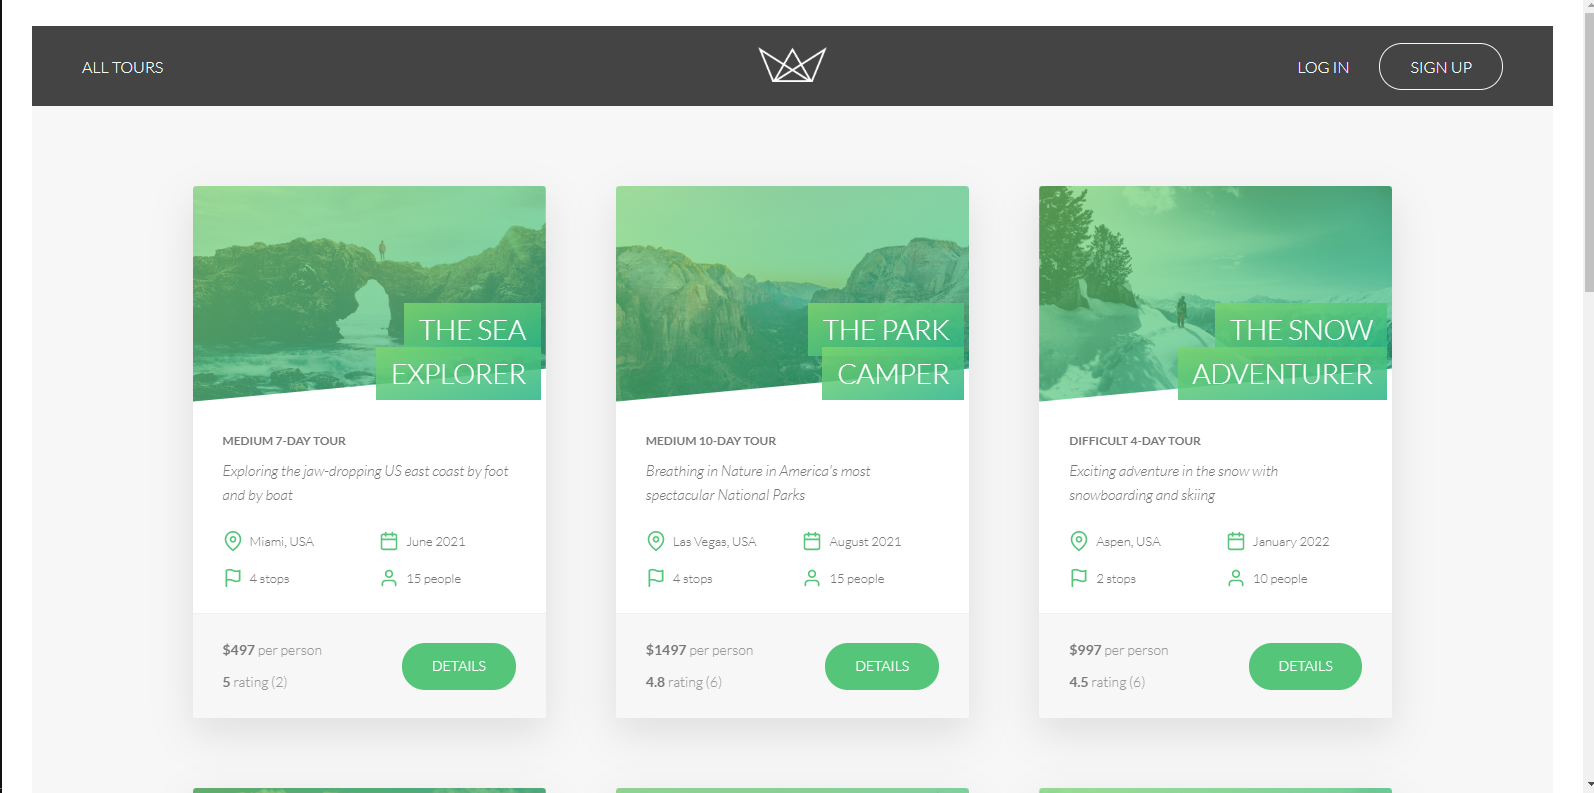 ALL TOURS
LOG IN
SIGN UP
THE SEA
EXPLORER
MEDIUM 7-DAY TOUR
Exploring the jaw-dropping US east coast by foot
and by boat
Miami, USA
June 2021
4 stops
15 people
$497 per person
5 rating (2)
DETAILS
THE PARK
CAMPER
MEDIUM 10-DAY TOUR
Breathing in Nature in America's most
spectacular National Parks
Las Vegas, USA
August 2021
4 stops
15 people
$1497 per person
4.8 rating (6)
DETAILS
THE SNOW
ADVENTURER
DIFFICULT 4-DAY TOUR
Exciting adventure in the snow with
snowboarding and skiing
Aspen, USA
January 2022
2 stops
10 people
$997 per person
4.5 rating (6)
DETAILS